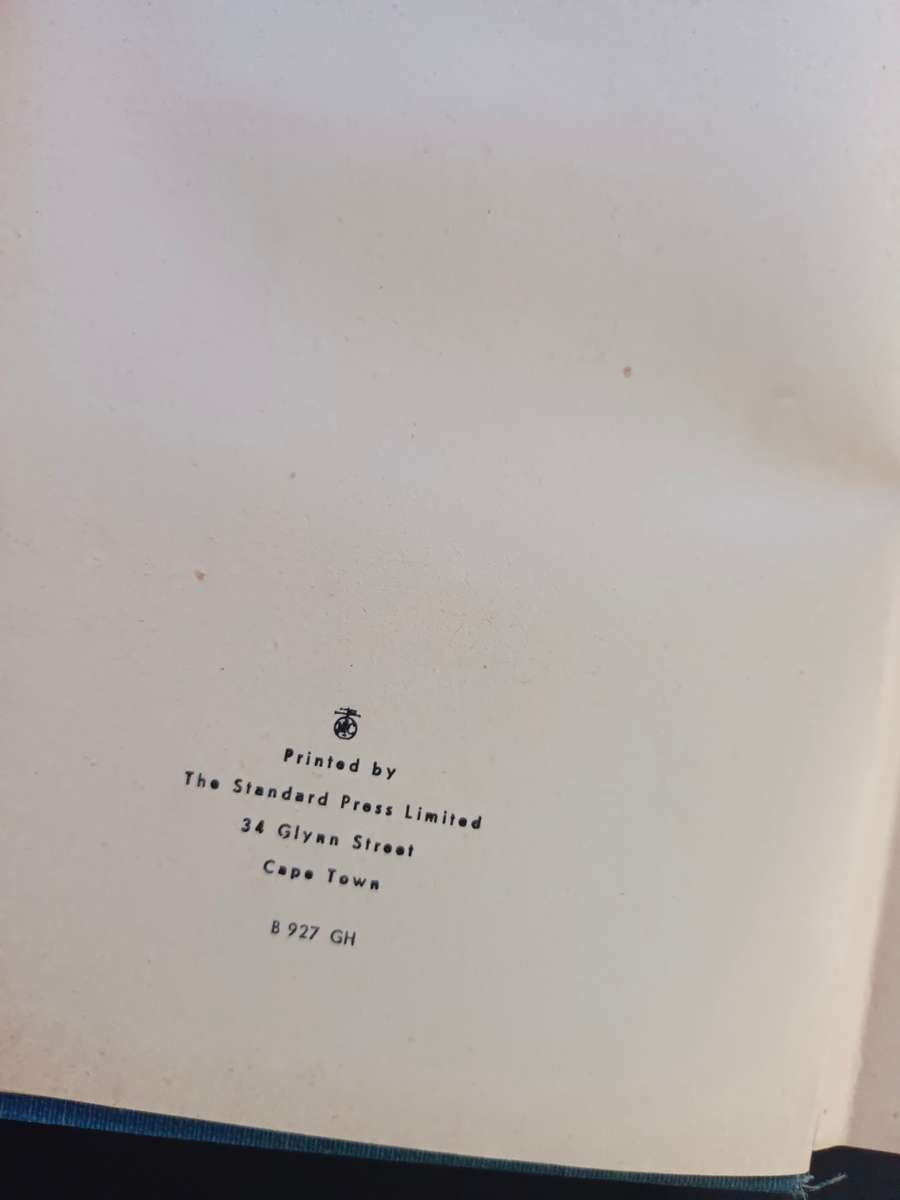 Printed by
The Standard Press Limited
34 Glynn Street
Cape Town
B 927 GH